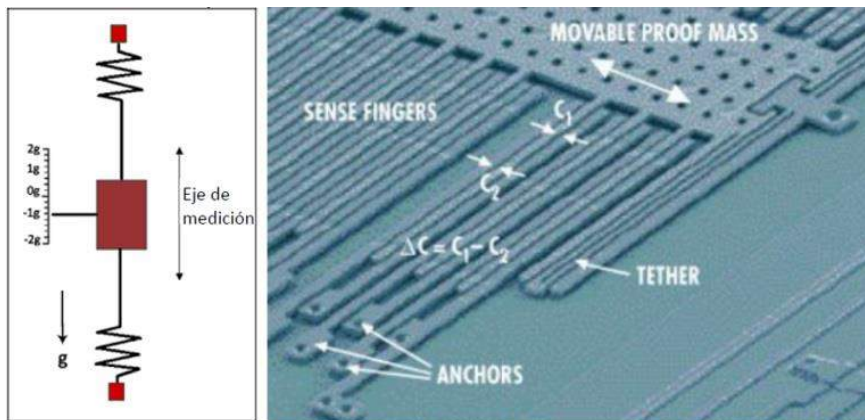 2g
1g
0g
-1g
-2g
Eje de
medición
g
MOVABLE PROOF MASS
SENSE FINGERS
C1
C2
ΔC = C1 - C2
TETHER
ANCHORS